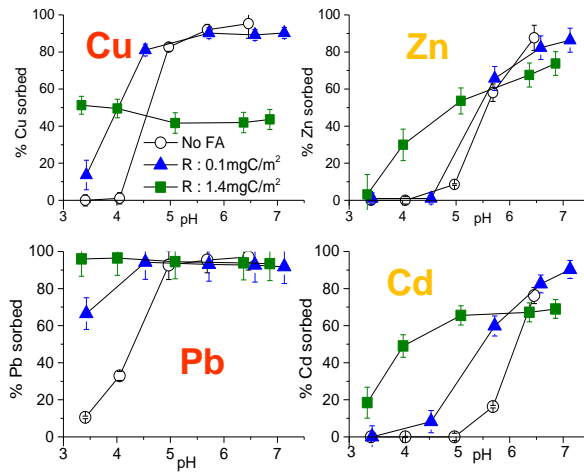 Cu
% Cu sorbed
100
80
60
40
20
0
No FA
R : 0.1mgC/m²
R : 1.4mgC/m²
3 4 5 6 7
pH
Zn
% Zn sorbed
100
80
60
40
20
0
3 4 5 6 7
pH
Pb
% Pb sorbed
100
80
60
40
20
0
3 4 5 6 7
pH
Cd
% Cd sorbed
100
80
60
40
20
0
3 4 5 6 7
pH